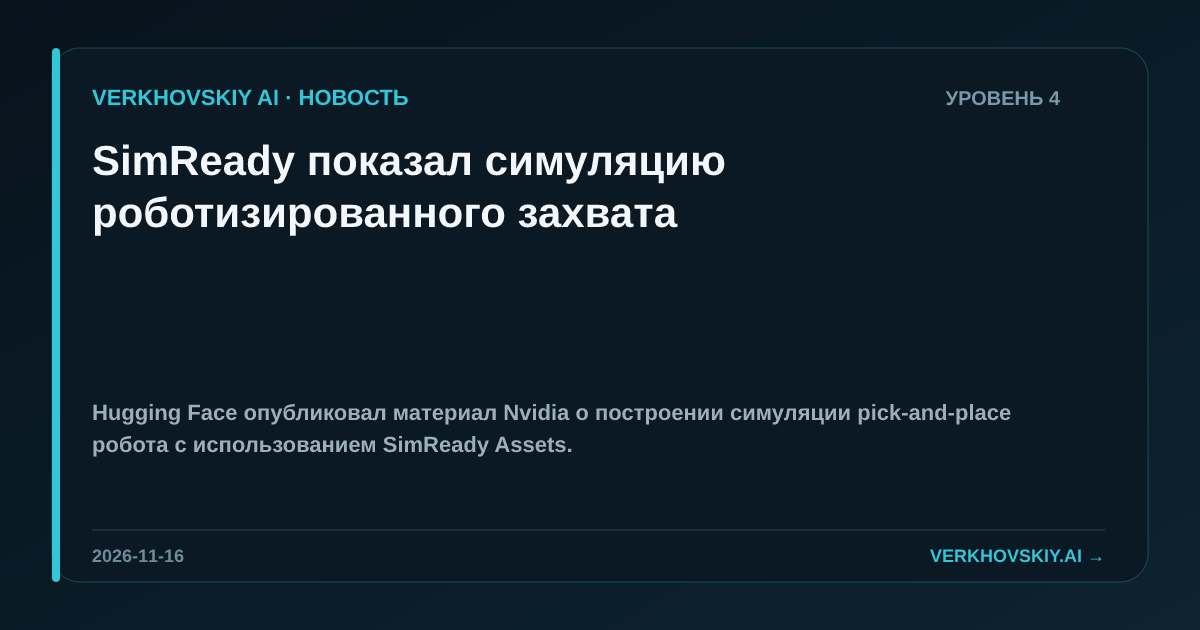 VERKHOVSKIY AI · НОВОСТЬ
УРОВЕНЬ 4
SimReady показал симуляцию
роботизированного захвата
Hugging Face опубликовал материал Nvidia о построении симуляции pick-and-place
робота с использованием SimReady Assets.
2026-11-16
VERKHOVSKIY.AI →